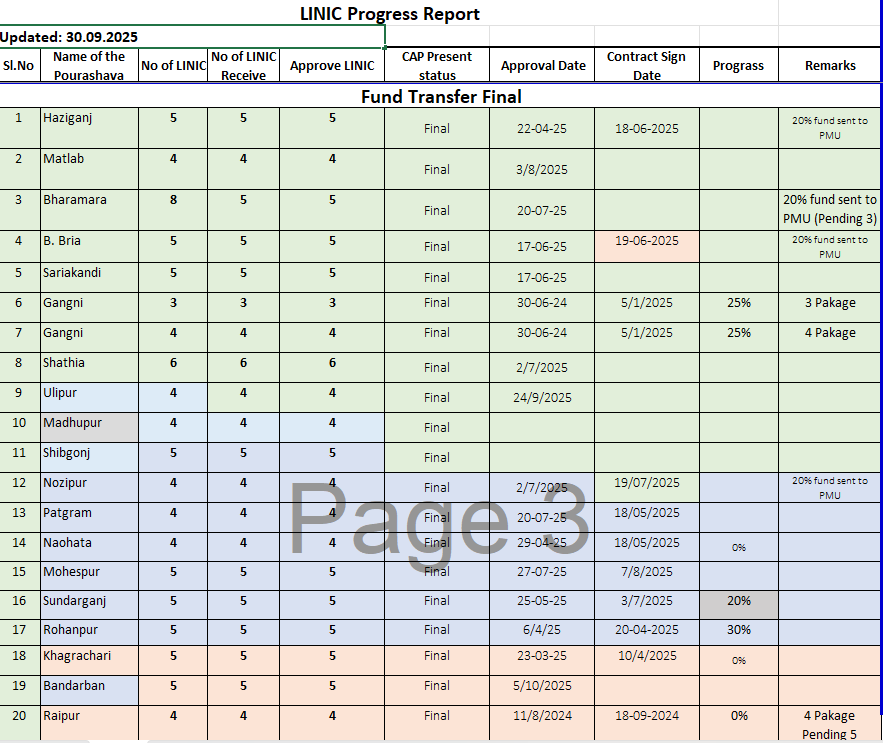 LINIC Progress Report
Updated: 30.09.2025
Sl.No Name of the Pourashava No of LINIC No of LINIC Receive Approve LINIC CAP Present status Approval Date Contract Sign Date Prograss Remarks
Fund Transfer Final
1 Haziganj 5 5 5 Final 22-04-25 18-06-2025 20% fund sent to PMU
2 Matlab 4 4 4 Final 3/8/2025
3 Bharamara 8 5 5 Final 20-07-25 20% fund sent to PMU (Pending 3)
4 B. Bria 5 5 5 Final 17-06-25 19-06-2025 20% fund sent to PMU
5 Sariakandi 5 5 5 Final 17-06-25
6 Gangni 3 3 3 Final 30-06-24 5/1/2025 25% 3 Pakage
7 Gangni 4 4 4 Final 30-06-24 5/1/2025 25% 4 Pakage
8 Shathia 6 6 6 Final 2/7/2025
9 Ulipur 4 4 4 Final 24/9/2025
10 Madhupur 4 4 4 Final
11 Shibgonj 5 5 5 Final
12 Nozipur 4 4 4 Final 2/7/2025 19/07/2025 20% fund sent to PMU
13 Patgram 4 4 4 Final 20-07-25 18/05/2025
Page 3
14 Naohata 4 4 4 Final 29-04-25 18/05/2025 0%
15 Mohespur 5 5 5 Final 27-07-25 7/8/2025
16 Sundarganj 5 5 5 Final 25-05-25 3/7/2025 20%
17 Rohanpur 5 5 5 Final 6/4/25 20-04-2025 30%
18 Khagrachari 5 5 5 Final 23-03-25 10/4/2025 0%
19 Bandarban 5 5 5 Final 5/10/2025
20 Raipur 4 4 4 Final 11/8/2024 18-09-2024 0% 4 Pakage Pending 5